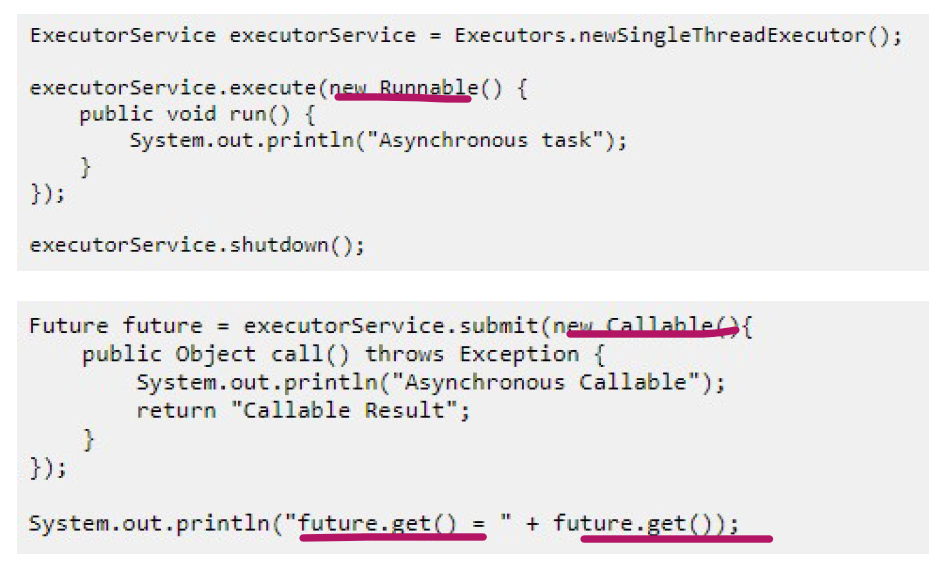 ExecutorService executorService = Executors.newSingleThreadExecutor();
executorService.execute(new Runnable() {
    public void run() {
        System.out.println("Asynchronous task");
    }
});
executorService.shutdown();
Future future = executorService.submit(new Callable(){
    public Object call() throws Exception {
        System.out.println("Asynchronous Callable");
        return "Callable Result";
    }
});
System.out.println("future.get() = " + future.get());